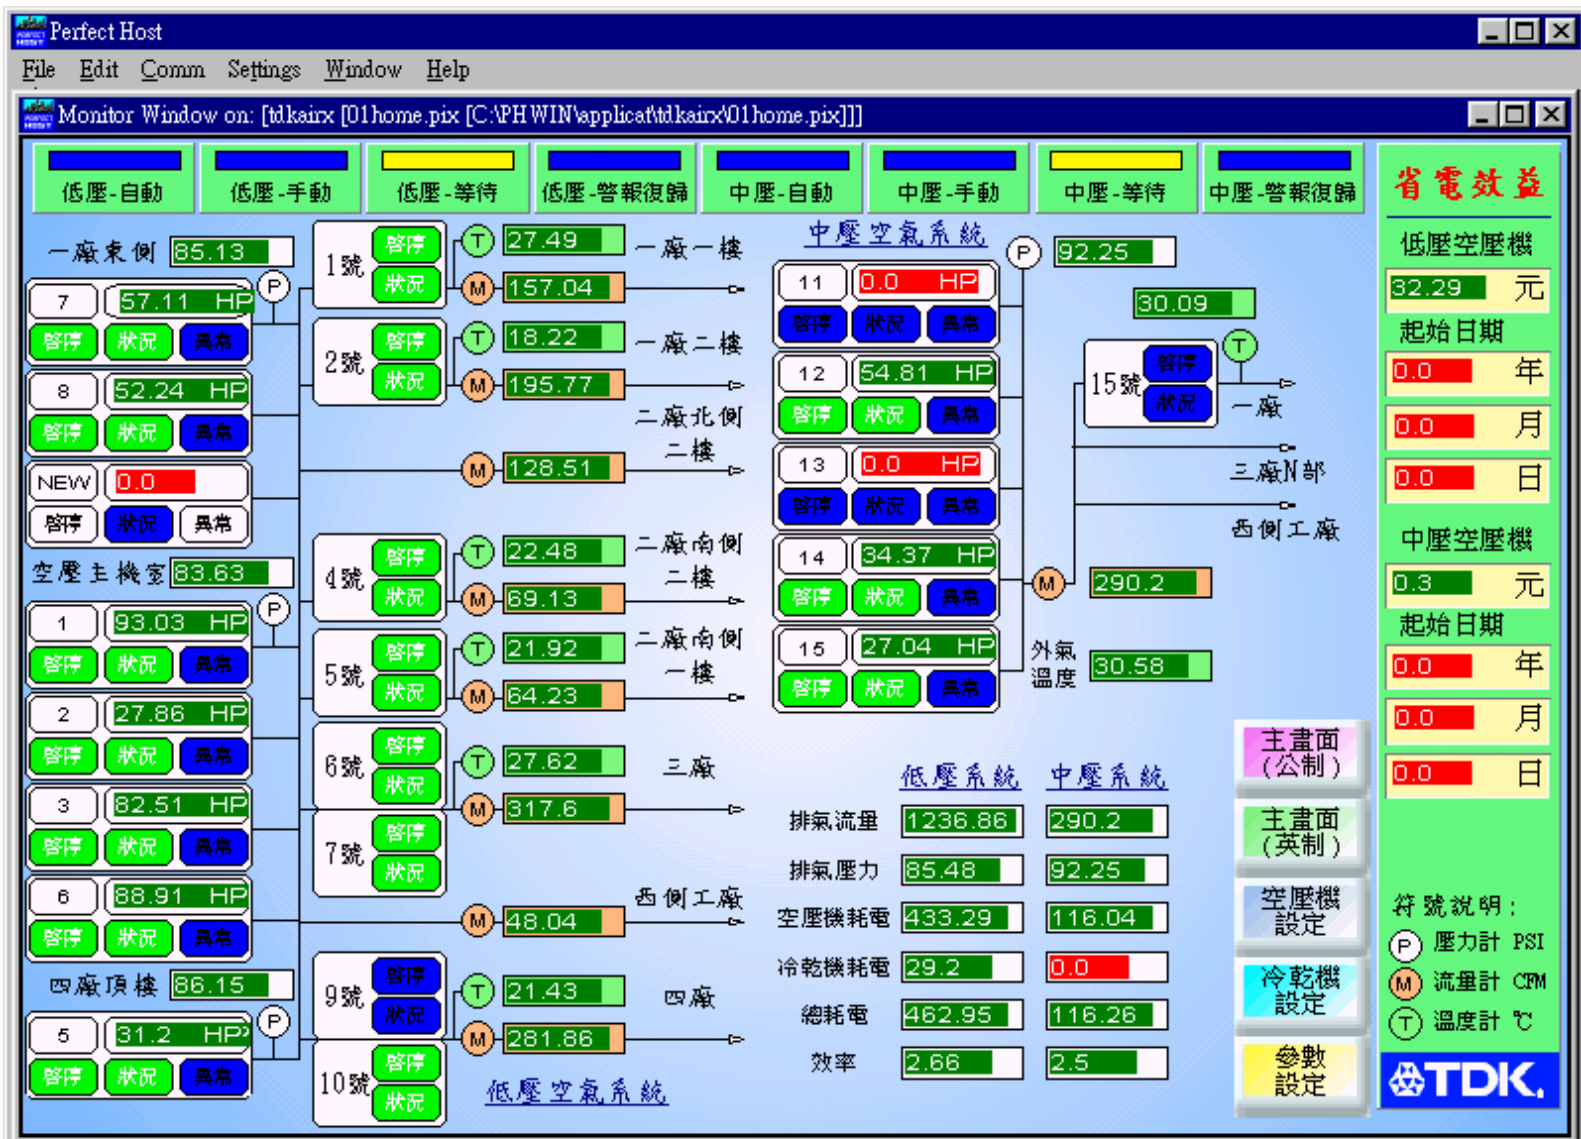 Perfect Host
File Edit Comm Settings Window Help
Monitor Window on: [tdkairx [01home.pix [C:\PHWIN\applicat\tdkairx\01home.pix]]]
低壓-自動 低壓-手動 低壓-等待 低壓-警報復歸 中壓-自動 中壓-手動 中壓-等待 中壓-警報復歸
一廠東側 85.13
P
7 57.11 HP
啓停 狀況 異常
8 52.24 HP
啓停 狀況 異常
NEW 0.0
啓停 狀況 異常
空壓主機室 83.63
P
1 93.03 HP
啓停 狀況 異常
2 27.86 HP
啓停 狀況 異常
3 82.51 HP
啓停 狀況 異常
6 88.91 HP
啓停 狀況 異常
四廠頂樓 86.15
P
5 31.2 HP
啓停 狀況 異常
1號 啓停 狀況
T 27.49 一廠一樓
M 157.04
2號 啓停 狀況
T 18.22 一廠二樓
M 195.77
二廠北側
二樓
M 128.51
4號 啓停 狀況
T 22.48 二廠南側
二樓
M 69.13
5號 啓停 狀況
T 21.92 二廠南側
一樓
M 64.23
6號 啓停 狀況
T 27.62 三廠
M 317.6
7號 啓停 狀況
西側工廠
M 48.04
9號 啓停 狀況
T 21.43 四廠
M 281.86
10號 啓停 狀況
低壓空氣系統
中壓空氣系統
P 92.25
11 0.0 HP
啓停 狀況 異常
12 54.81 HP
啓停 狀況 異常
13 0.0 HP
啓停 狀況 異常
14 34.37 HP
啓停 狀況 異常
15 27.04 HP
啓停 狀況 異常
30.09
T
15號 啓停 狀況
一廠
三廠N部
西側工廠
M 290.2
外氣
溫度 30.58
低壓系統 中壓系統
排氣流量 1236.86 290.2
排氣壓力 85.48 92.25
空壓機耗電 433.29 116.04
冷乾機耗電 29.2 0.0
總耗電 462.95 116.26
效率 2.66 2.5
主畫面
(公制)
主畫面
(英制)
空壓機
設定
冷乾機
設定
參數
設定
省電效益
低壓空壓機
32.29 元
起始日期
0.0 年
0.0 月
0.0 日
中壓空壓機
0.3 元
起始日期
0.0 年
0.0 月
0.0 日
符號說明:
P 壓力計 PSI
M 流量計 CFM
T 溫度計 ℃
TDK.